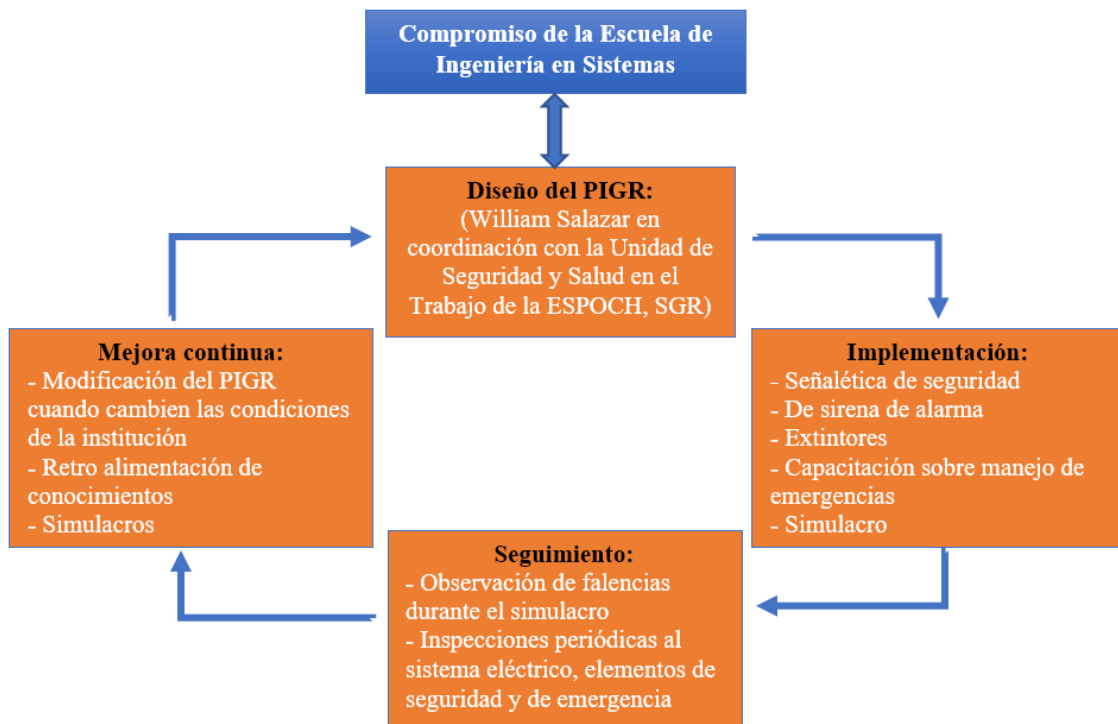 Compromiso de la Escuela de
Ingeniería en Sistemas
Diseño del PIGR:
(William Salazar en
coordinación con la Unidad de
Seguridad y Salud en el
Trabajo de la ESPOCH, SGR)
Mejora continua:
- Modificación del PIGR
cuando cambien las condiciones
de la institución
- Retro alimentación de
conocimientos
- Simulacros
Implementación:
- Señalética de seguridad
- De sirena de alarma
- Extintores
- Capacitación sobre manejo de
emergencias
- Simulacro
Seguimiento:
- Observación de falencias
durante el simulacro
- Inspecciones periódicas al
sistema eléctrico, elementos de
seguridad y de emergencia